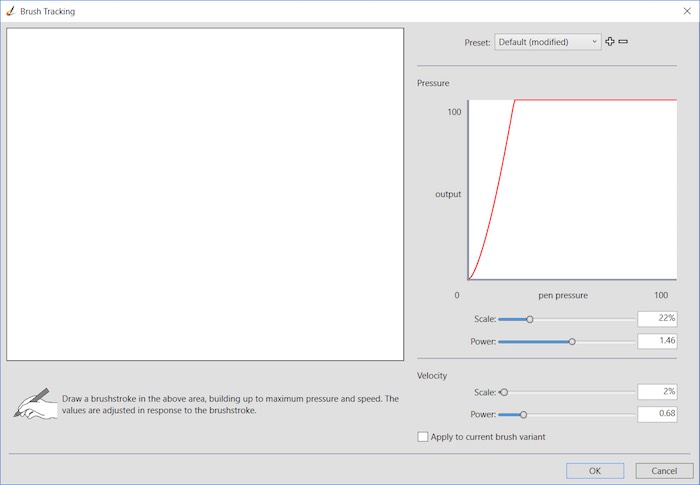 Brush Tracking
Preset: Default (modified)
Pressure
100
output
0 pen pressure 100
Scale: 22%
Power: 1.46
Velocity
Scale: 2%
Power: 0.68
Apply to current brush variant
Draw a brushstroke in the above area, building up to maximum pressure and speed. The
values are adjusted in response to the brushstroke.
OK Cancel